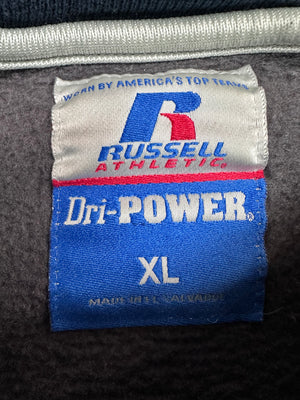 WORN BY AMERICA'S TOP TEAMS
R
RUSSELL
ATHLETIC®
Dri-POWER®
XL
MADE IN EL SALVADOR